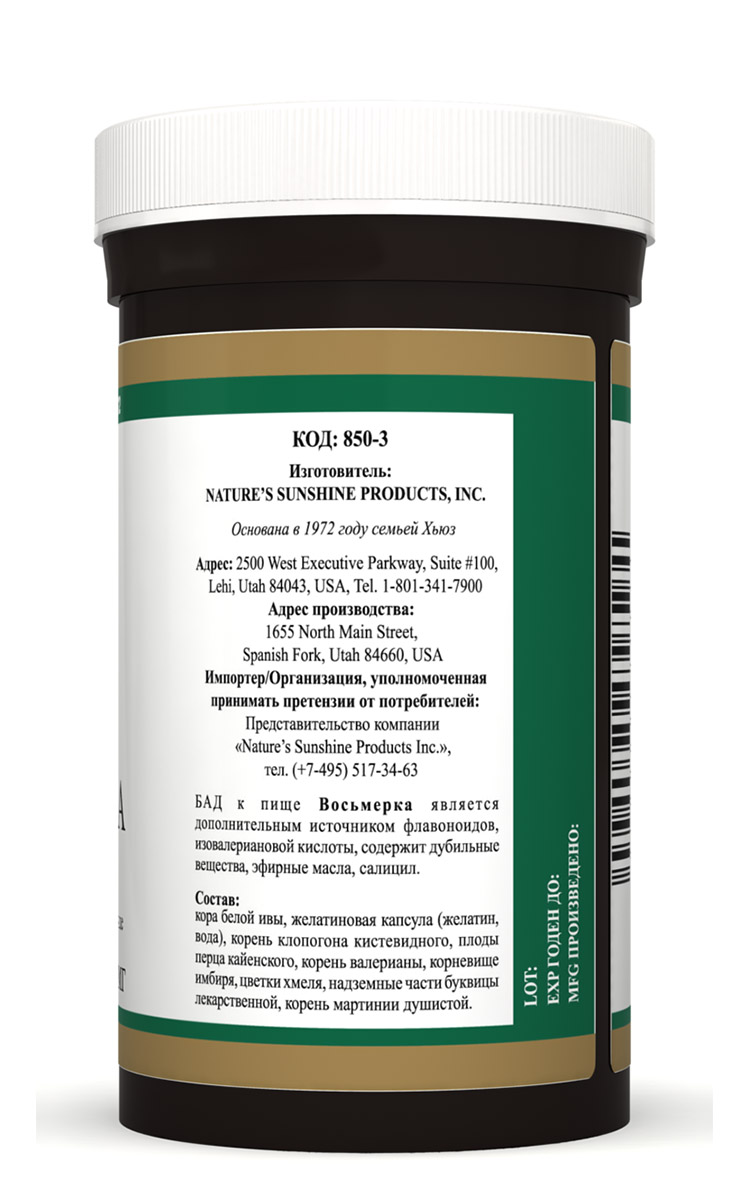 КОД: 850-3
Изготовитель:
NATURE’S SUNSHINE PRODUCTS, INC.
Основана в 1972 году семьей Хьюз
Адрес: 2500 West Executive Parkway, Suite #100,
Lehi, Utah 84043, USA, Tel. 1-801-341-7900
Адрес производства:
1655 North Main Street,
Spanish Fork, Utah 84660, USA
Импортер/Организация, уполномоченная
принимать претензии от потребителей:
Представительство компании
«Nature’s Sunshine Products Inc.»,
тел. (+7-495) 517-34-63
БАД к пище Восьмерка является
дополнительным источником флавоноидов,
изовалериановой кислоты, содержит дубильные
вещества, эфирные масла, салицил.
Состав:
кора белой ивы, желатиновая капсула (желатин,
вода), корень клопогона кистевидного, плоды
перца кайенского, корень валерианы, корневище
имбиря, цветки хмеля, надземные части буквицы
лекарственной, корень мартинии душистой.
LOT:
EXP ГОДЕН ДО:
MFG ПРОИЗВЕДЕНО: